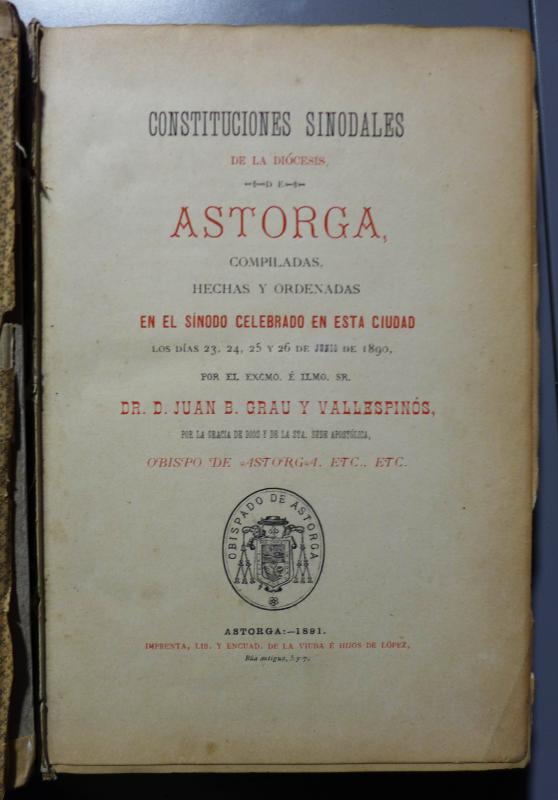 CONSTITUCIONES SINODALES
DE LA DIÓCESIS,
DE
ASTORGA,
COMPILADAS,
HECHAS Y ORDENADAS
EN EL SÍNODO CELEBRADO EN ESTA CIUDAD
LOS DÍAS 23, 24, 25 Y 26 DE JUNIO DE 1890,
POR EL EXCMO. É ILMO. SR.
DR. D. JUAN B. GRAU Y VALLESPINÓS,
POR LA GRACIA DE DIOS Y DE LA STA. SEDE APOSTÓLICA,
OBISPO DE ASTORGA, ETC., ETC.
OBISPADO DE ASTORGA
ASTORGA:—1891.
IMPRENTA, LIB. Y ENCUAD. DE LA VIUDA É HIJOS DE LÓPEZ,
Rúa antigua, 5 y 7.